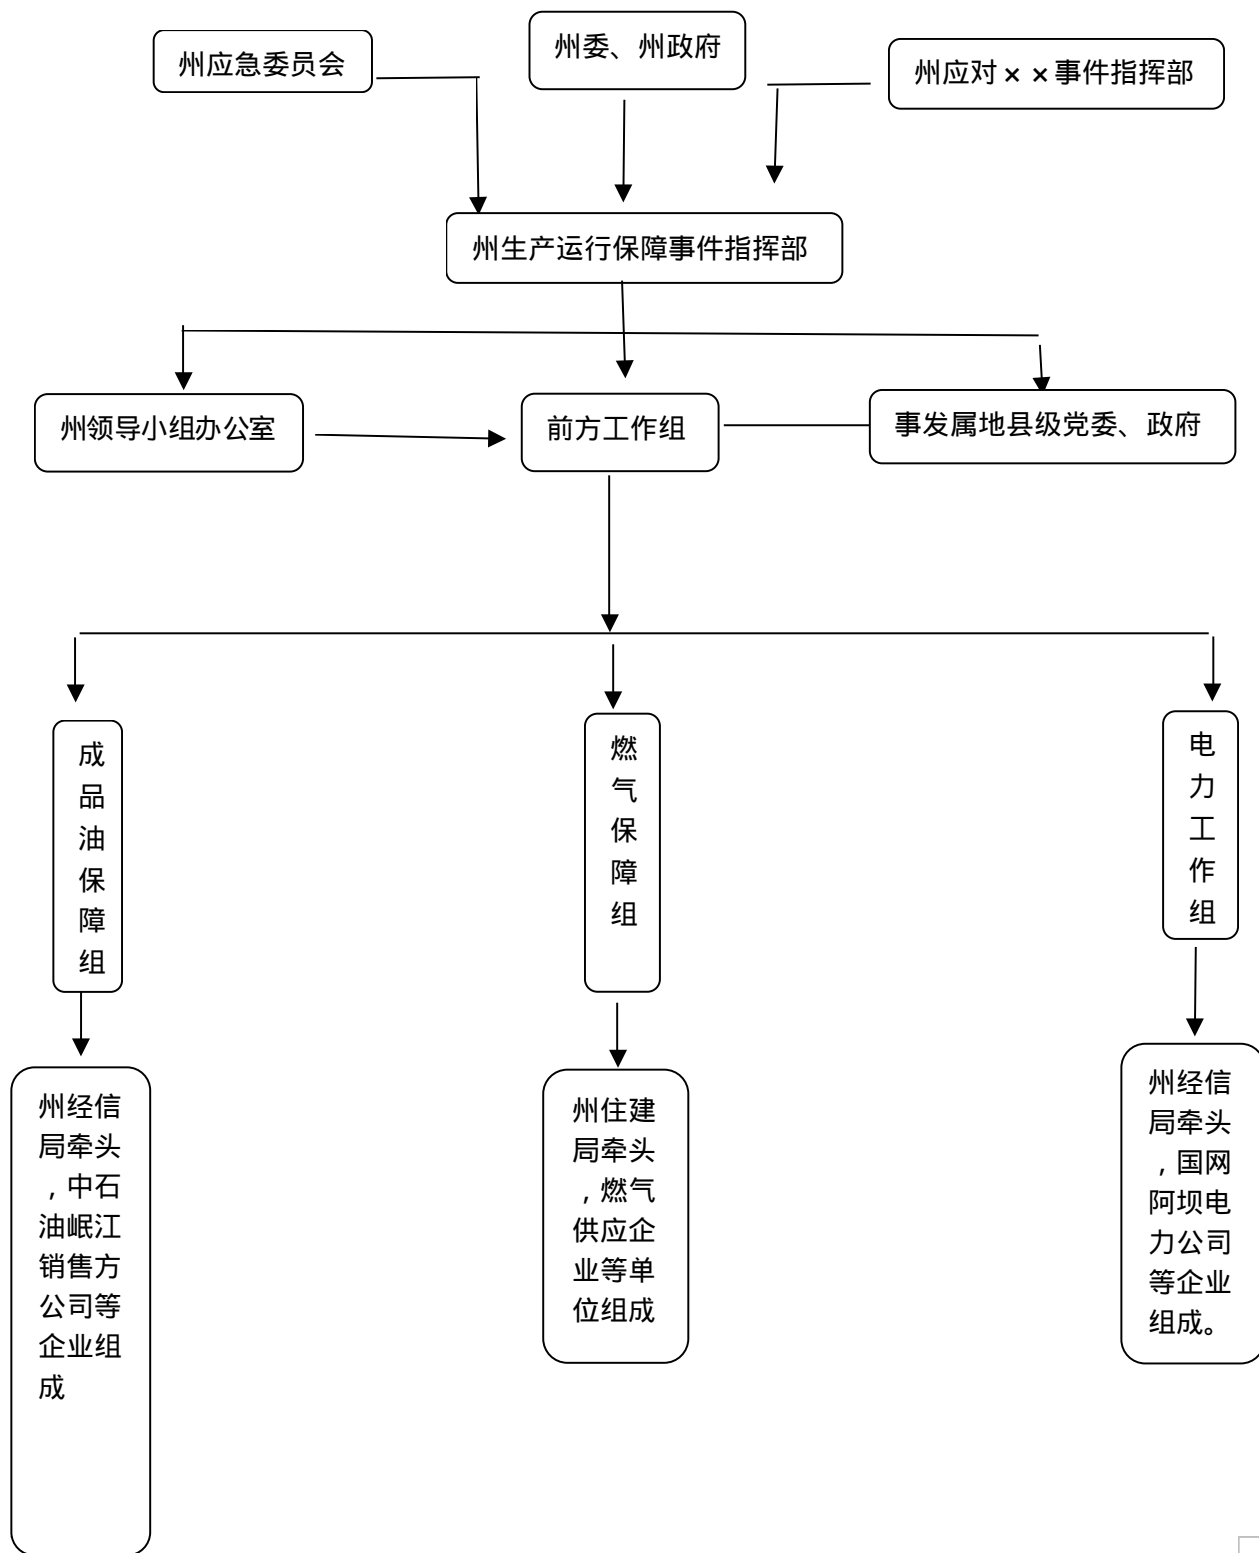 州应急委员会
州委、州政府
州应对××事件指挥部
州生产运行保障事件指挥部
州领导小组办公室
前方工作组
事发属地县级党委、政府
成
品
油
保
障
组
燃
气
保
障
组
电
力
工
作
组
州经信
局牵头
，中石
油岷江
销售方
公司等
企业组
成
州住建
局牵头
，燃气
供应企
业等单
位组成
州经信
局牵头
，国网
阿坝电
力公司
等企业
组成。